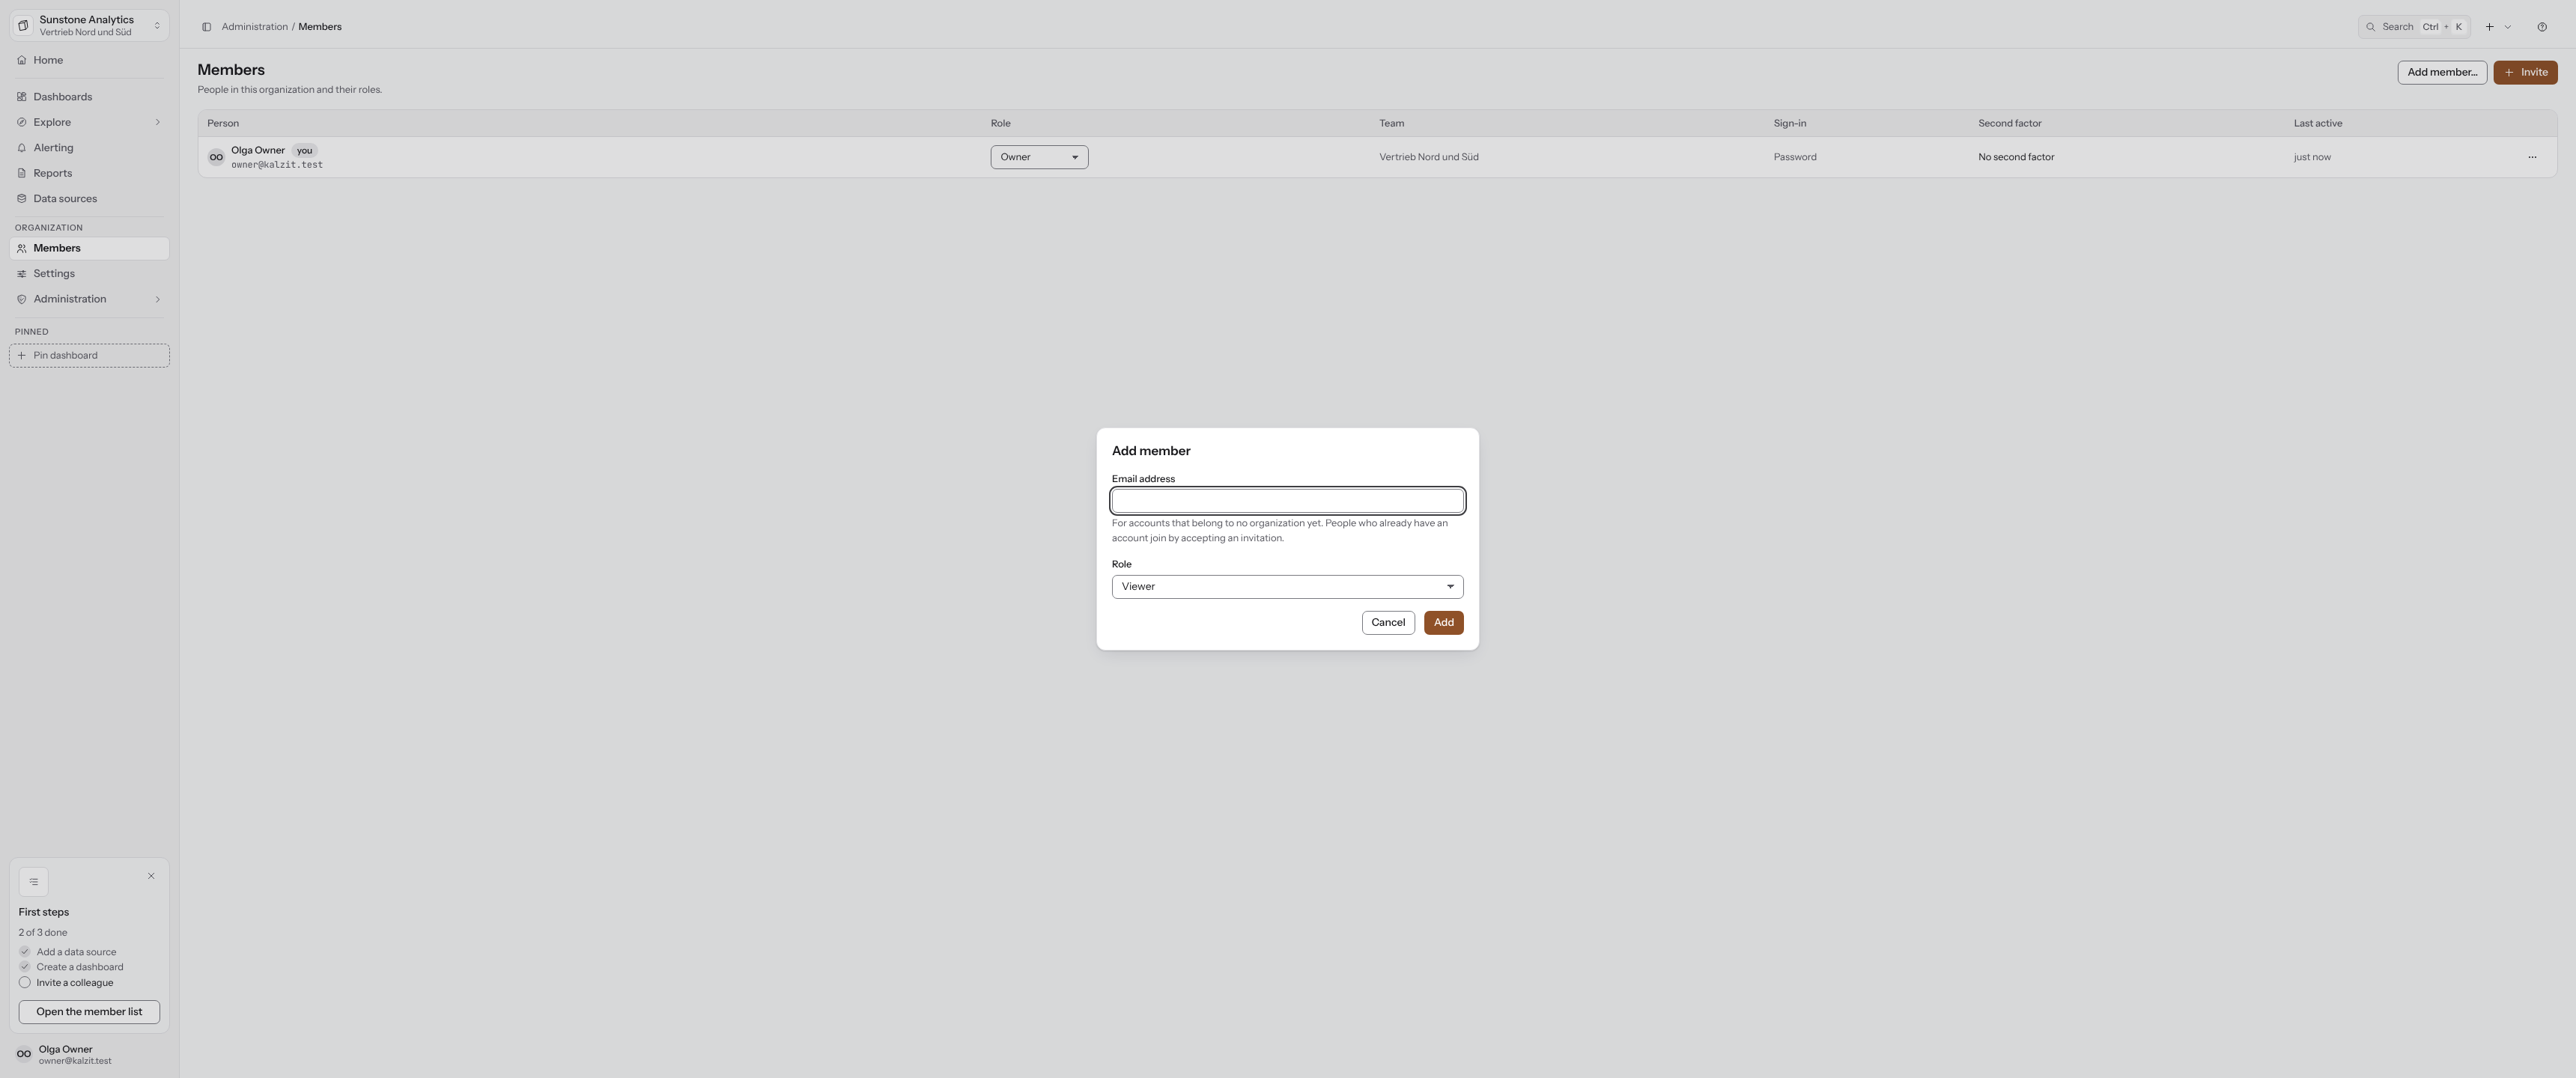 Sunstone Analytics
Vertrieb Nord und Süd
Home
Dashboards
Explore
Alerting
Reports
Data sources
ORGANIZATION
Members
Settings
Administration
PINNED
Pin dashboard
First steps
2 of 3 done
Add a data source
Create a dashboard
Invite a colleague
Open the member list
OO Olga Owner
owner@kalzit.test
Administration / Members
Search Ctrl + K
Members
People in this organization and their roles.
Add member...
Invite
Person Role Team Sign-in Second factor Last active
OO Olga Owner you
owner@kalzit.test
Owner Vertrieb Nord und Süd Password No second factor just now
Add member
Email address
For accounts that belong to no organization yet. People who already have an
account join by accepting an invitation.
Role
Viewer
Cancel Add